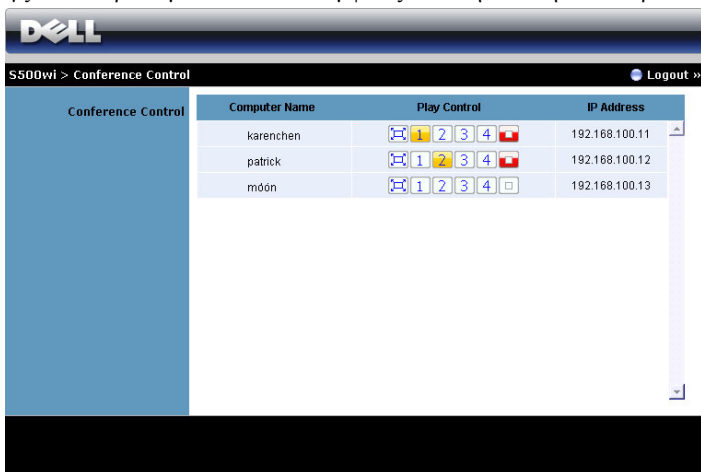 DELL
S500wi > Conference Control
Logout »
Conference Control
Computer Name Play Control IP Address
karenchen 1 2 3 4 192.168.100.11
patrick 1 2 3 4 192.168.100.12
móón 1 2 3 4 192.168.100.13